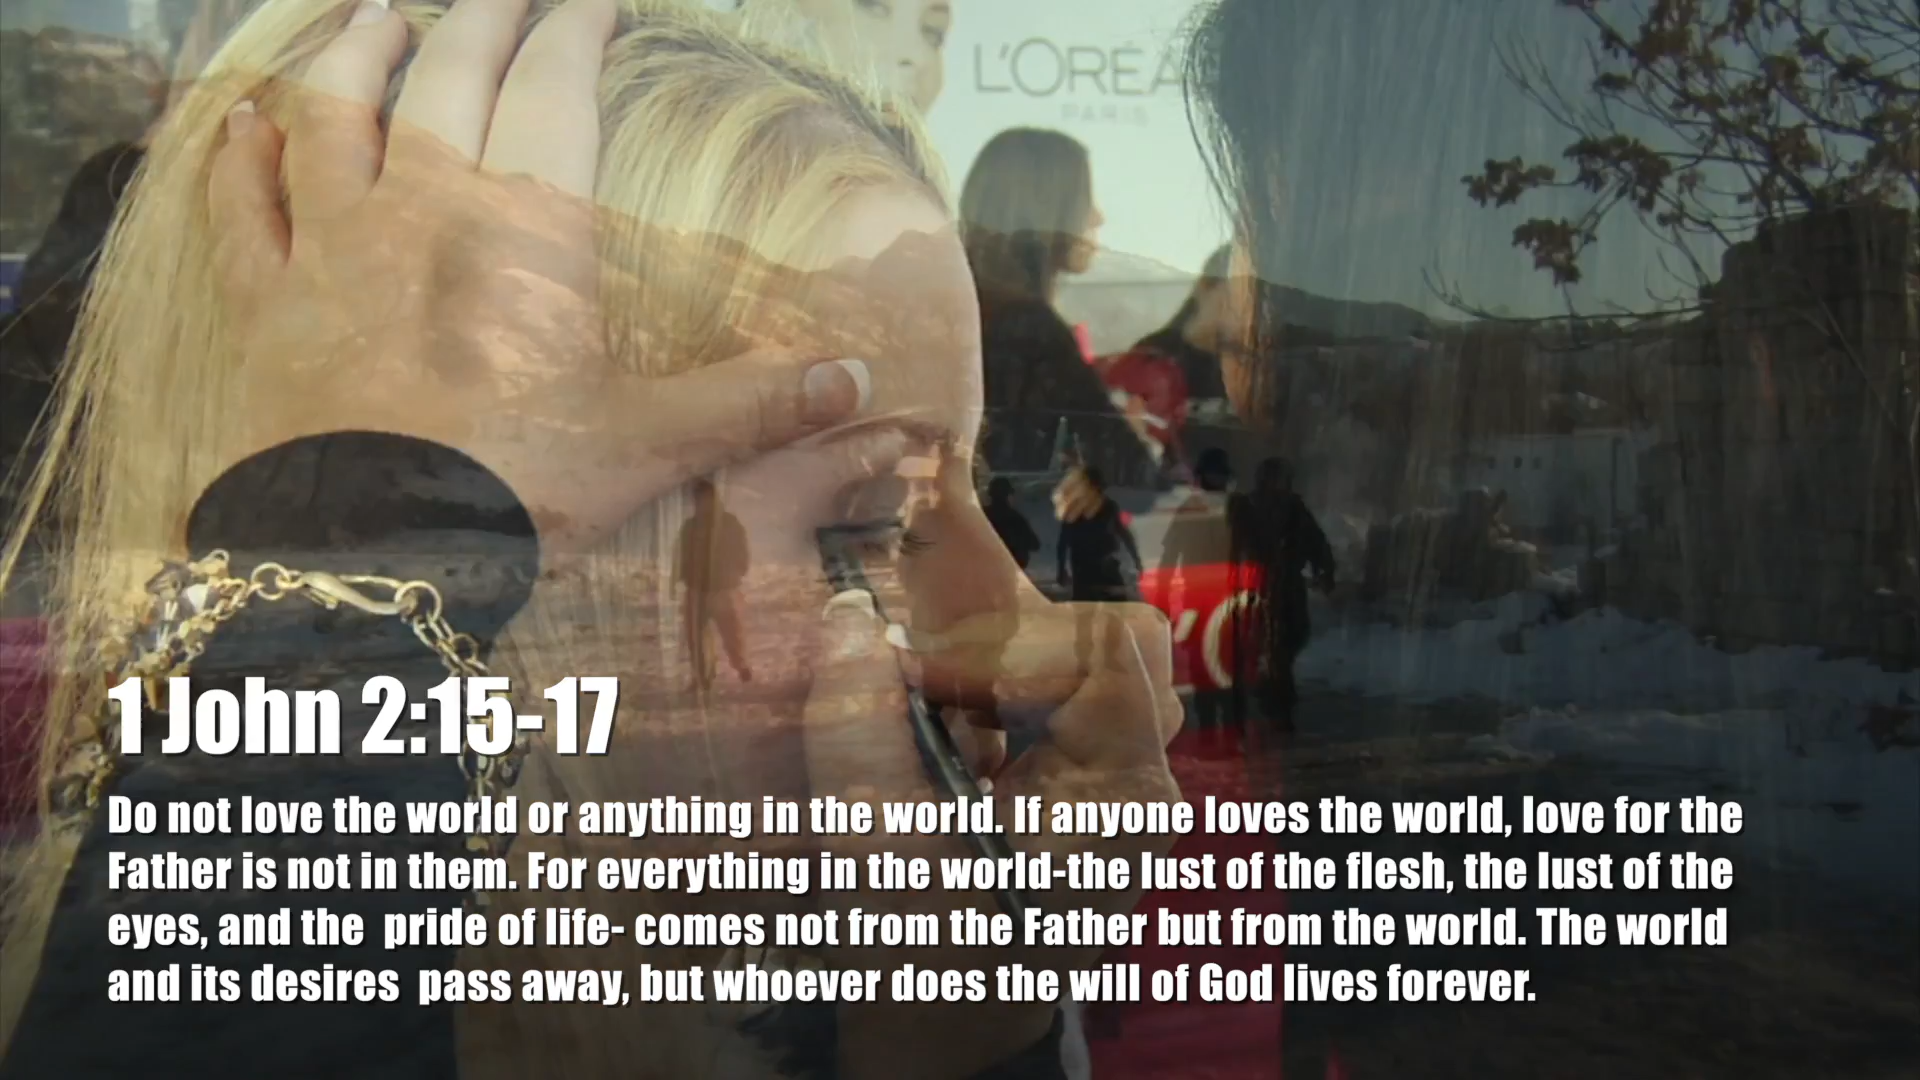 L'ORÉA
PARIS
L'O
1 John 2:15-17
Do not love the world or anything in the world. If anyone loves the world, love for the
Father is not in them. For everything in the world-the lust of the flesh, the lust of the
eyes, and the  pride of life- comes not from the Father but from the world. The world
and its desires  pass away, but whoever does the will of God lives forever.